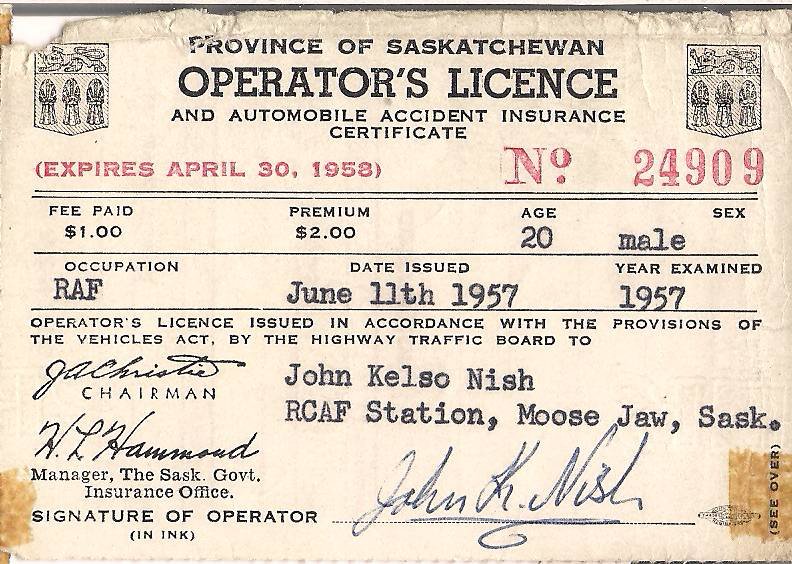 PROVINCE OF SASKATCHEWAN
OPERATOR'S LICENCE
AND AUTOMOBILE ACCIDENT INSURANCE
CERTIFICATE
(EXPIRES APRIL 30, 1958) Nº 24909
FEE PAID PREMIUM AGE SEX
$1.00 $2.00 20 male
OCCUPATION DATE ISSUED YEAR EXAMINED
RAF June 11th 1957 1957
OPERATOR'S LICENCE ISSUED IN ACCORDANCE WITH THE PROVISIONS OF
THE VEHICLES ACT, BY THE HIGHWAY TRAFFIC BOARD TO
JAChristie
CHAIRMAN
John Kelso Nish
RCAF Station, Moose Jaw, Sask.
H. L. Hammond
Manager, The Sask. Govt.
Insurance Office.
SIGNATURE OF OPERATOR John K. Nish
(IN INK)
(SEE OVER)